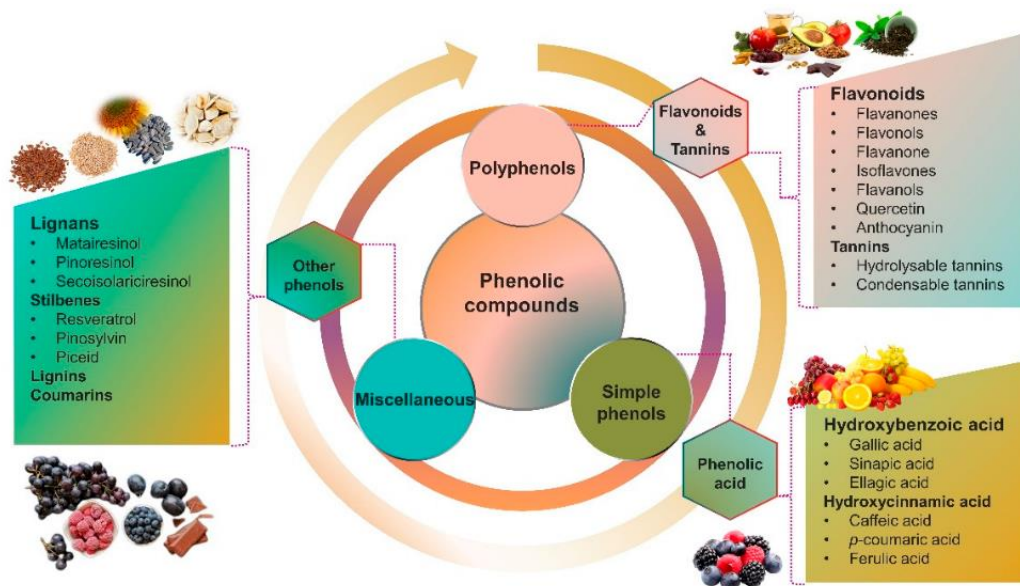 Polyphenols
Phenolic
compounds
Miscellaneous
Simple
phenols
Flavonoids
&
Tannins
Flavonoids
• Flavanones
• Flavonols
• Flavanone
• Isoflavones
• Flavanols
• Quercetin
• Anthocyanin
Tannins
• Hydrolysable tannins
• Condensable tannins
Other
phenols
Lignans
• Matairesinol
• Pinoresinol
• Secoisolariciresinol
Stilbenes
• Resveratrol
• Pinosylvin
• Piceid
Lignins
Coumarins
Phenolic
acid
Hydroxybenzoic acid
• Gallic acid
• Sinapic acid
• Ellagic acid
Hydroxycinnamic acid
• Caffeic acid
• p-coumaric acid
• Ferulic acid